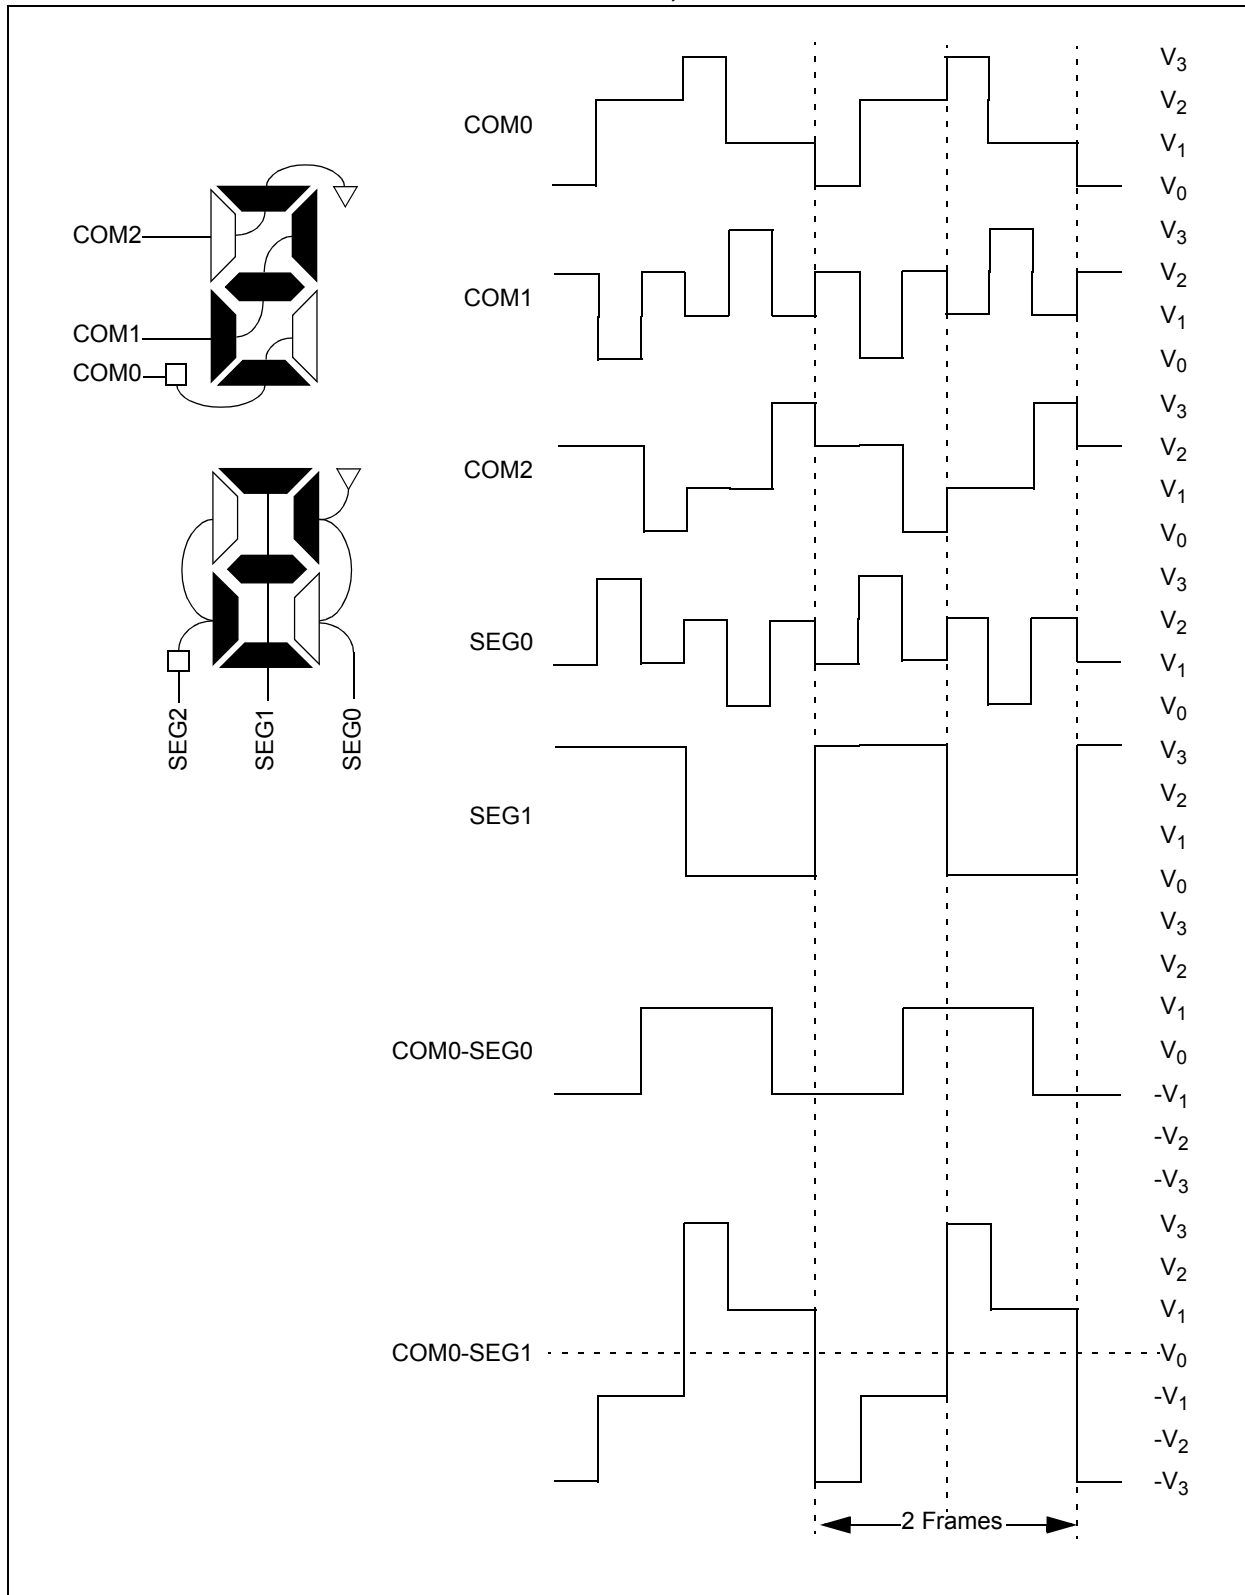 COM2
COM1
COM0
SEG2
SEG1
SEG0
COM0
V3
V2
V1
V0
COM1
V3
V2
V1
V0
COM2
V3
V2
V1
V0
SEG0
V3
V2
V1
V0
SEG1
V3
V2
V1
V0
COM0-SEG0
V3
V2
V1
V0
-V1
-V2
-V3
COM0-SEG1
V3
V2
V1
V0
-V1
-V2
-V3
2 Frames